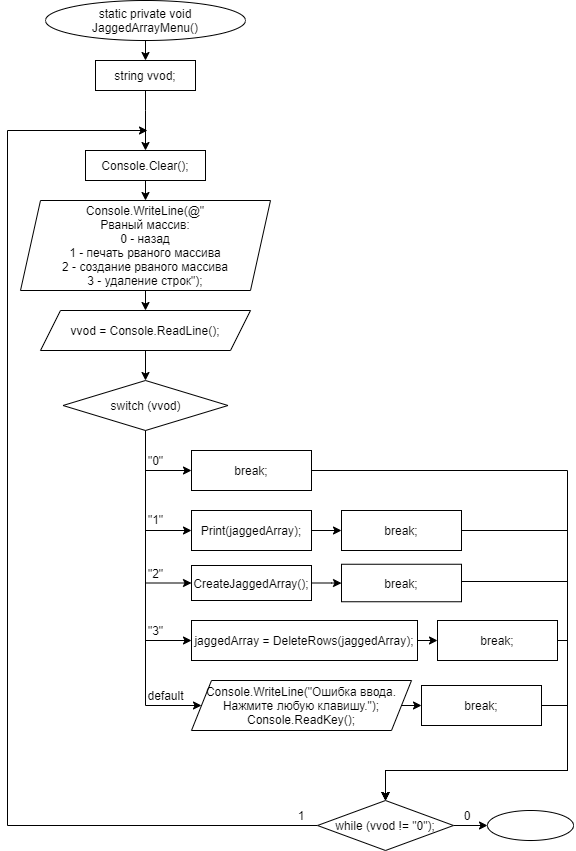 static private void
JaggedArrayMenu()
string vvod;
Console.Clear();
Console.WriteLine(@"
Рваный массив:
0 - назад
1 - печать рваного массива
2 - создание рваного массива
3 - удаление строк");
vvod = Console.ReadLine();
switch (vvod)
"0"
break;
"1"
Print(jaggedArray);
break;
"2"
CreateJaggedArray();
break;
"3"
jaggedArray = DeleteRows(jaggedArray);
break;
default
Console.WriteLine("Ошибка ввода.
Нажмите любую клавишу.");
Console.ReadKey();
break;
1
while (vvod != "0");
0